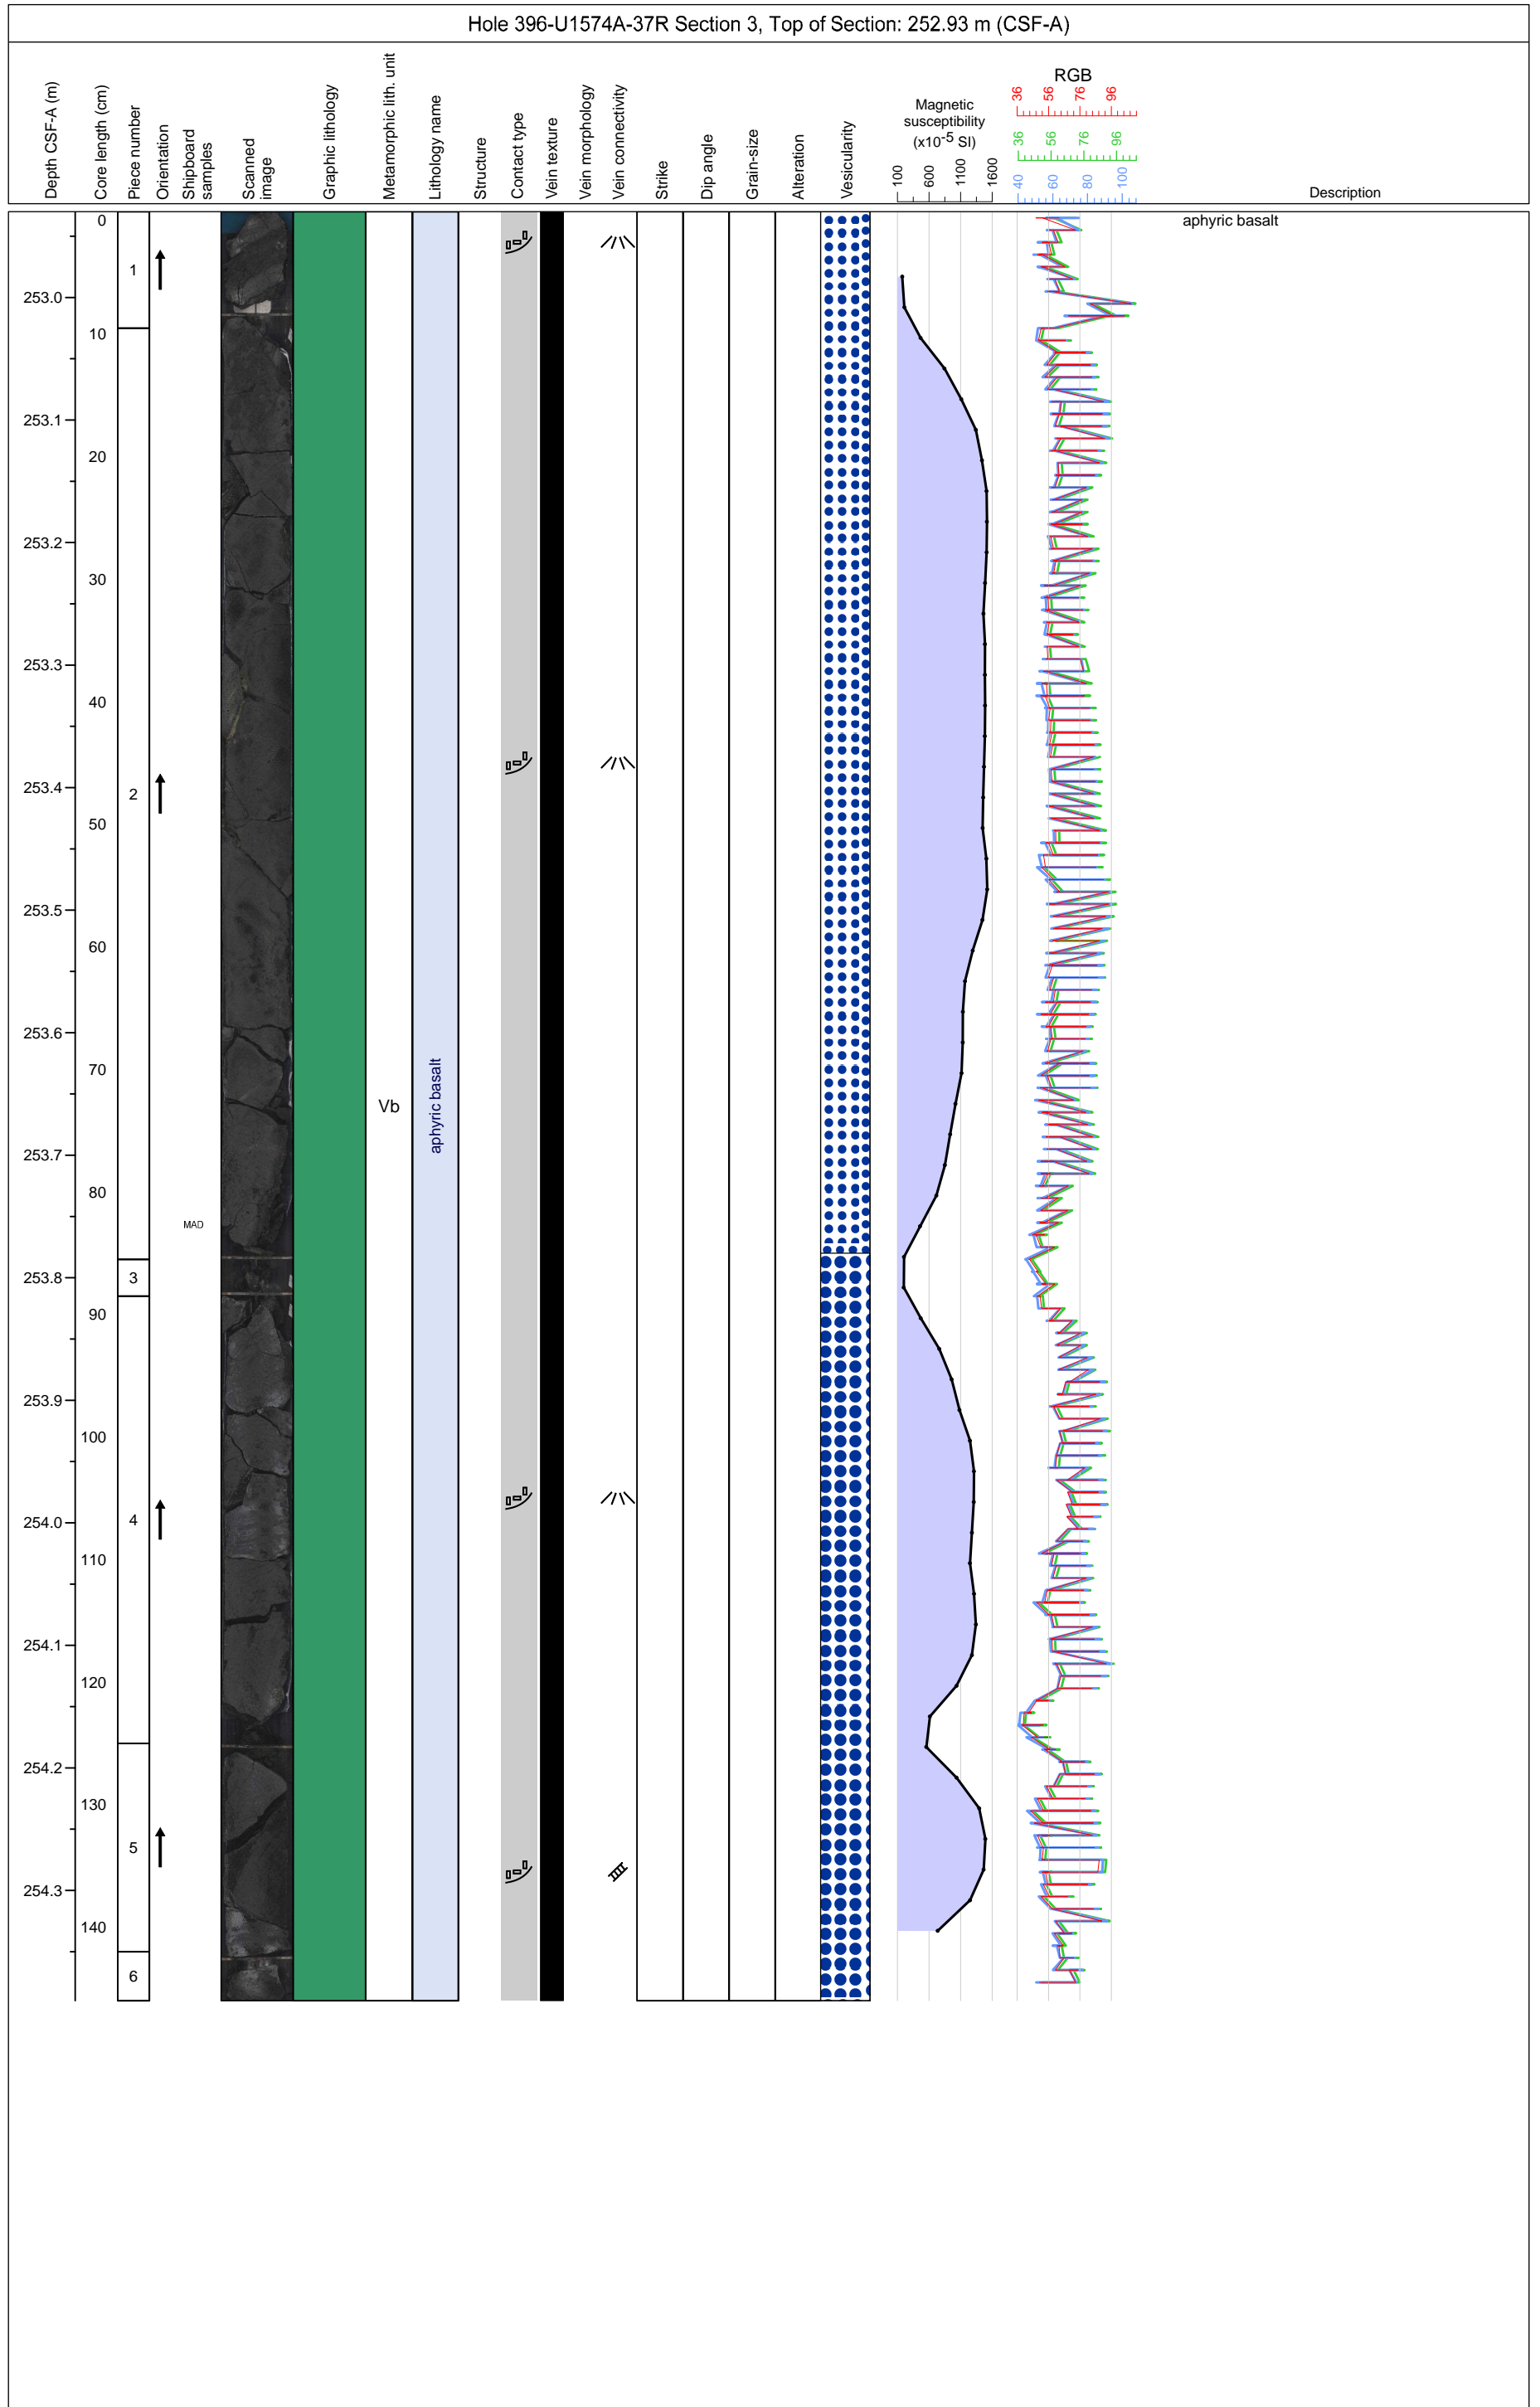 Hole 396-U1574A-37R Section 3, Top of Section: 252.93 m (CSF-A)
Depth CSF-A (m)
Core length (cm)
Piece number
Orientation
Shipboard
samples
Scanned
image
Graphic lithology
Metamorphic lith. unit
Lithology name
Structure
Contact type
Vein texture
Vein morphology
Vein connectivity
Strike
Dip angle
Grain-size
Alteration
Vesicularity
Magnetic
susceptibility
(x10-5 SI)
100 600 1100 1600
RGB
36 56 76 96
36 56 76 96
40 60 80 100
Description
0
aphyric basalt
1
253.0
10
253.1
20
253.2
30
253.3
40
253.4
2
50
253.5
60
253.6
70
Vb
aphyric basalt
253.7
80
MAD
253.8
3
90
253.9
100
254.0
4
110
254.1
120
254.2
130
5
254.3
140
6